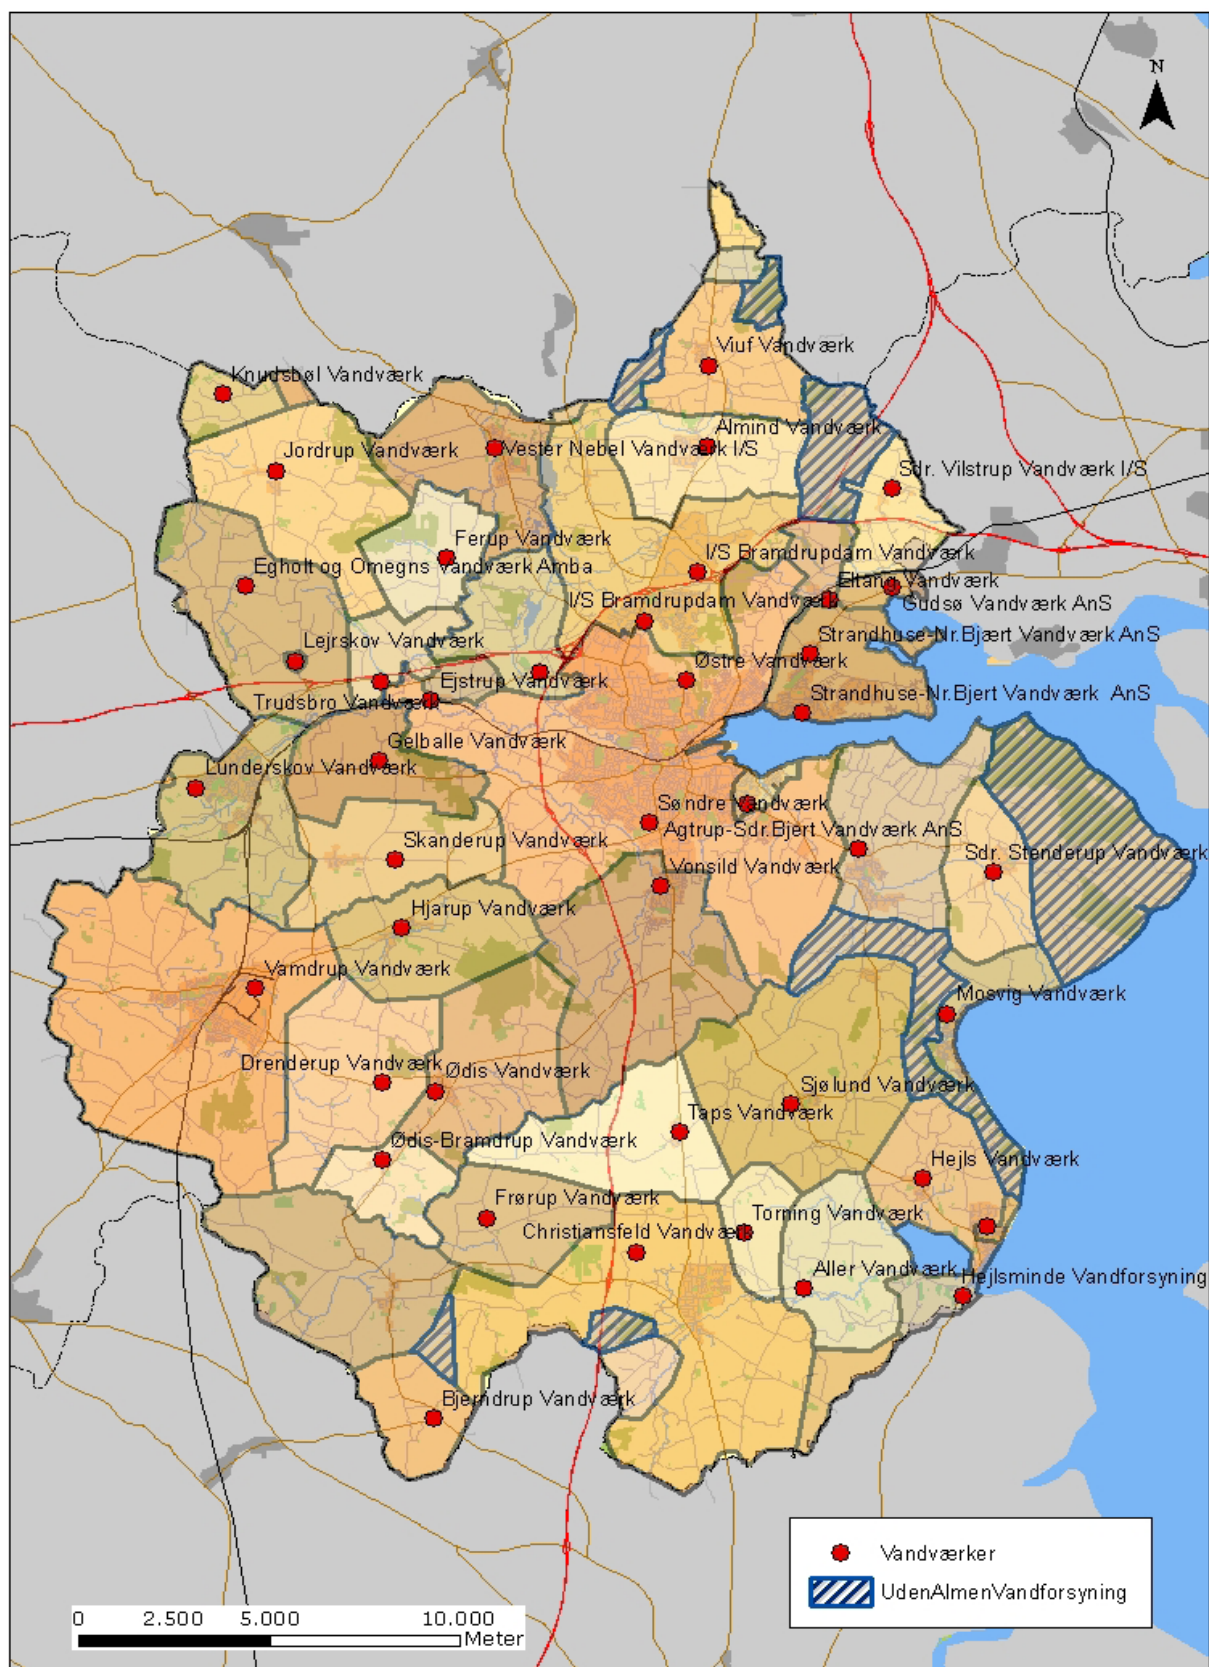 N
Viuf Vandværk
Knudsbøl Vandværk
Almind Vandværk
Jordrup Vandværk
Vester Nebel Vandværk I/S
Sdr. Vilstrup Vandværk I/S
Ferup Vandværk
I/S Bramdrupdam Vandværk
Egholt og Omegns Vandværk Amba
Eltang Vandværk
I/S Bramdrupdam Vandværk
Gudsø Vandværk AnS
Lejrskov Vandværk
Strandhuse-Nr.Bjært Vandværk AnS
Østre Vandværk
Ejstrup Vandværk
Trudsbro Vandværk
Strandhuse-Nr.Bjert Vandværk AnS
Gelballe Vandværk
Lunderskov Vandværk
Søndre Vandværk
Skanderup Vandværk
Agtrup-Sdr.Bjert Vandværk AnS
Sdr. Stenderup Vandværk
Vonsild Vandværk
Hjarup Vandværk
Vamdrup Vandværk
Mosvig Vandværk
Drenderup Vandværk
Ødis Vandværk
Sjølund Vandværk
Taps Vandværk
Ødis-Bramdrup Vandværk
Hejls Vandværk
Frørup Vandværk
Torning Vandværk
Christiansfeld Vandværk
Aller Vandværk
Hejlsminde Vandforsyning
Bjerndrup Vandværk
Vandværker
UdenAlmenVandforsyning
0 2.500 5.000 10.000
Meter